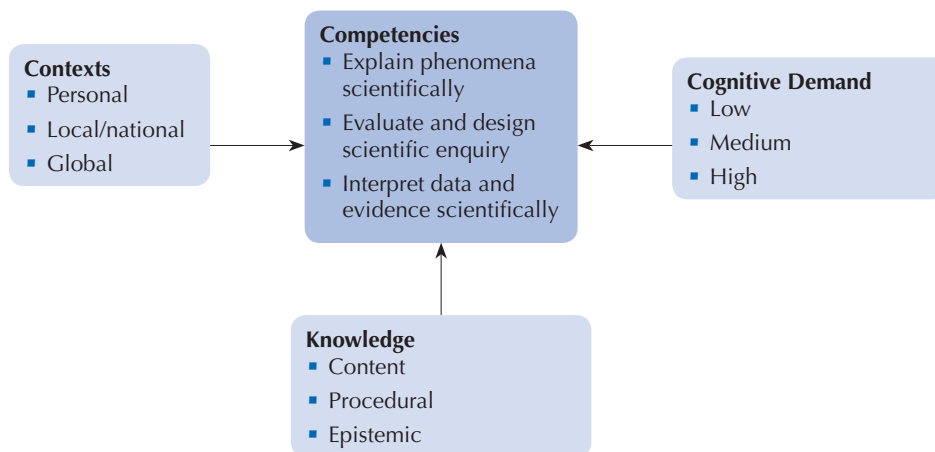 Contexts
Personal
Local/national
Global
Competencies
Explain phenomena
scientifically
Evaluate and design
scientific enquiry
Interpret data and
evidence scientifically
Cognitive Demand
Low
Medium
High
Knowledge
Content
Procedural
Epistemic